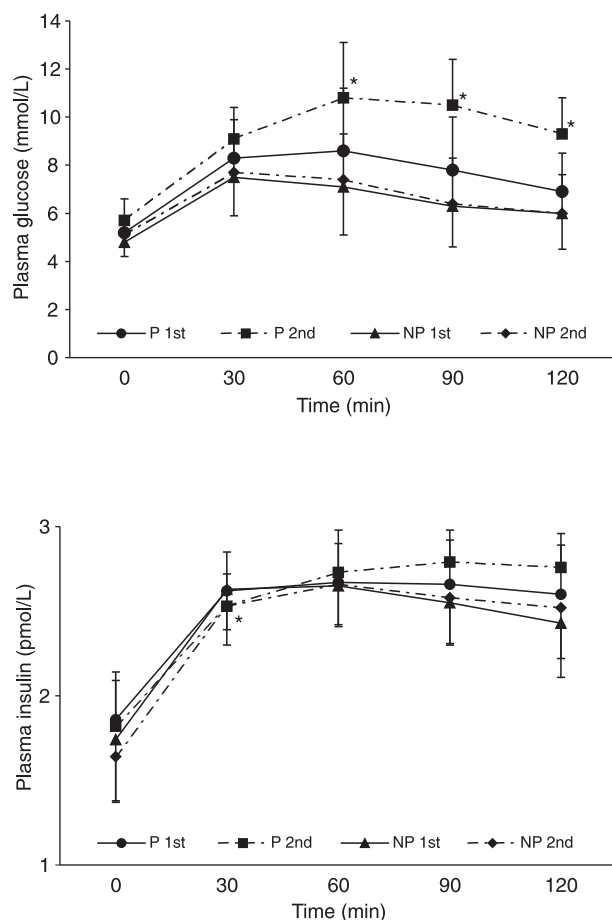 14
12
10
8
6
4
2
0
Plasma glucose (mmol/L)
*
*
*
P 1st P 2nd NP 1st NP 2nd
0 30 60 90 120
Time (min)
3
2
1
Plasma insulin (pmol/L)
*
P 1st P 2nd NP 1st NP 2nd
0 30 60 90 120
Time (min)